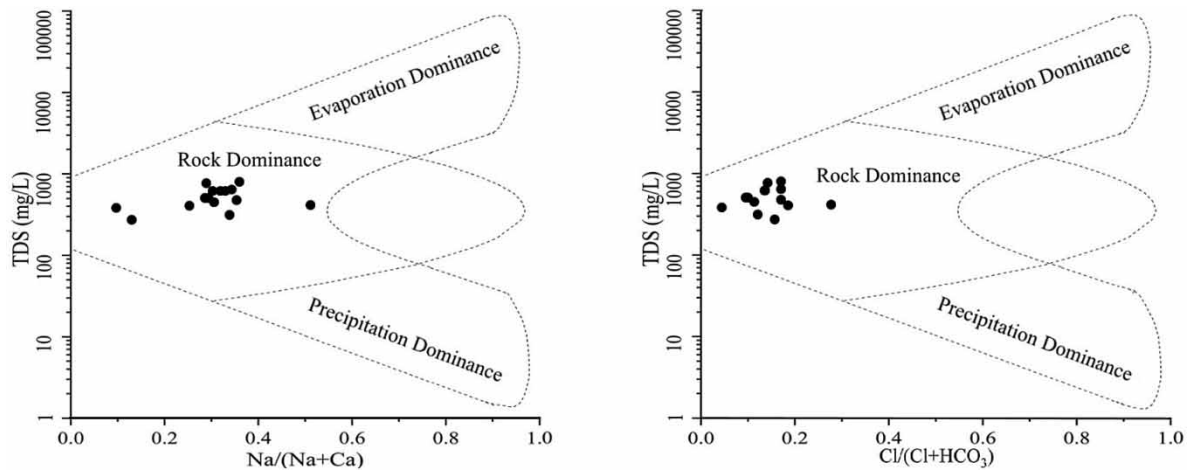 100000
10000
1000
100
10
1
TDS (mg/L)
Evaporation Dominance
Rock Dominance
Precipitation Dominance
0.0 0.2 0.4 0.6 0.8 1.0
Na/(Na+Ca)
100000
10000
1000
100
10
1
TDS (mg/L)
Evaporation Dominance
Rock Dominance
Precipitation Dominance
0.0 0.2 0.4 0.6 0.8 1.0
Cl/(Cl+HCO₃)